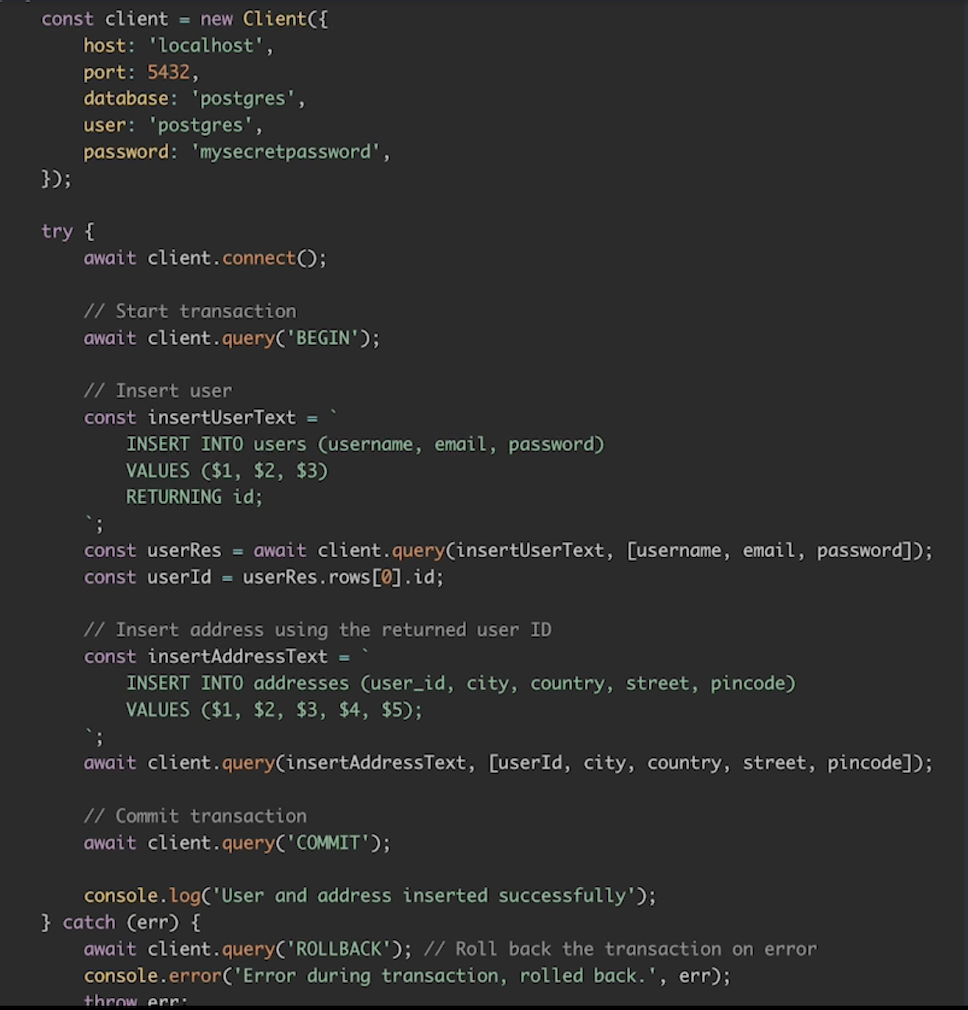 const client = new Client({
    host: 'localhost',
    port: 5432,
    database: 'postgres',
    user: 'postgres',
    password: 'mysecretpassword',
});

try {
    await client.connect();

    // Start transaction
    await client.query('BEGIN');

    // Insert user
    const insertUserText = `
        INSERT INTO users (username, email, password)
        VALUES ($1, $2, $3)
        RETURNING id;
    `;
    const userRes = await client.query(insertUserText, [username, email, password]);
    const userId = userRes.rows[0].id;

    // Insert address using the returned user ID
    const insertAddressText = `
        INSERT INTO addresses (user_id, city, country, street, pincode)
        VALUES ($1, $2, $3, $4, $5);
    `;
    await client.query(insertAddressText, [userId, city, country, street, pincode]);

    // Commit transaction
    await client.query('COMMIT');

    console.log('User and address inserted successfully');
} catch (err) {
    await client.query('ROLLBACK'); // Roll back the transaction on error
    console.error('Error during transaction, rolled back.', err);
    throw err;